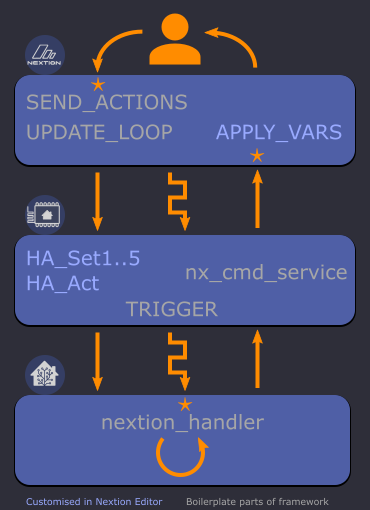 NEXTION
SEND_ACTIONS
UPDATE_LOOP APPLY_VARS
HA_Set1..5
HA_Act
nx_cmd_service
TRIGGER
nextion_handler
Customised in Nextion Editor Boilerplate parts of framework